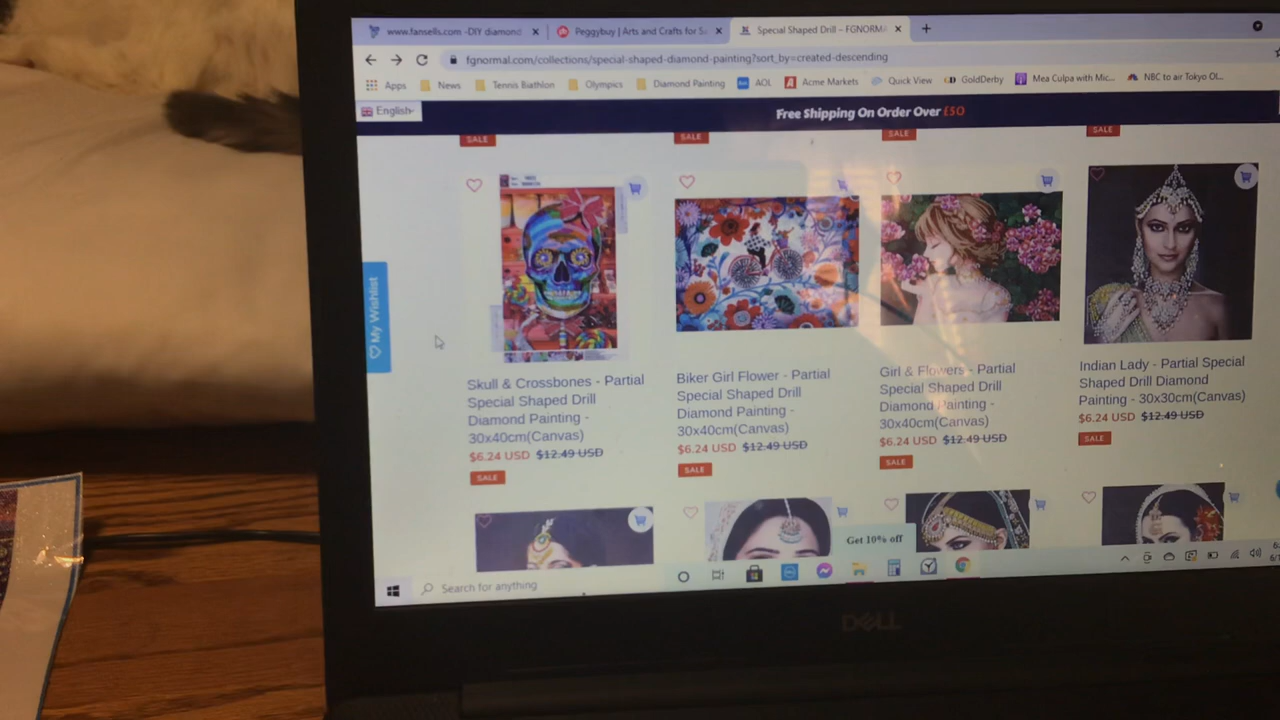 www.fansells.com -DIY diamond
Peggybuy | Arts and Crafts for Sa
Special Shaped Drill – FGNORMA
fgnormal.com/collections/special-shaped-diamond-painting?sort_by=created-descending
Apps
News
Tennis Biathlon
Olympics
Diamond Painting
AOL
Acme Markets
Quick View
GoldDerby
Mea Culpa with Mic...
NBC to air Tokyo OL...
English
Free Shipping On Order Over £50
SALE
SALE
SALE
SALE
My Wishlist
Skull & Crossbones - Partial
Special Shaped Drill
Diamond Painting -
30x40cm(Canvas)
$6.24 USD $12.49 USD
SALE
Biker Girl Flower - Partial
Special Shaped Drill
Diamond Painting -
30x40cm(Canvas)
$6.24 USD $12.49 USD
SALE
Girl & Flowers - Partial
Special Shaped Drill
Diamond Painting -
30x40cm(Canvas)
$6.24 USD $12.49 USD
SALE
Indian Lady - Partial Special
Shaped Drill Diamond
Painting - 30x30cm(Canvas)
$6.24 USD $12.49 USD
SALE
Get 10% off
Search for anything
DELL